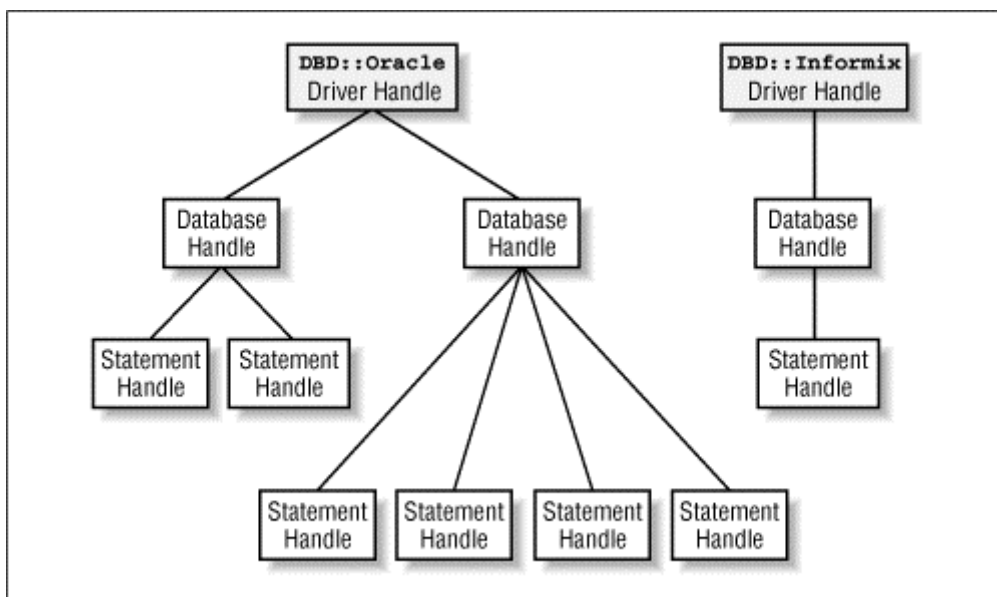 DBD::Oracle
Driver Handle
DBD::Informix
Driver Handle
Database
Handle
Database
Handle
Database
Handle
Statement
Handle
Statement
Handle
Statement
Handle
Statement
Handle
Statement
Handle
Statement
Handle
Statement
Handle